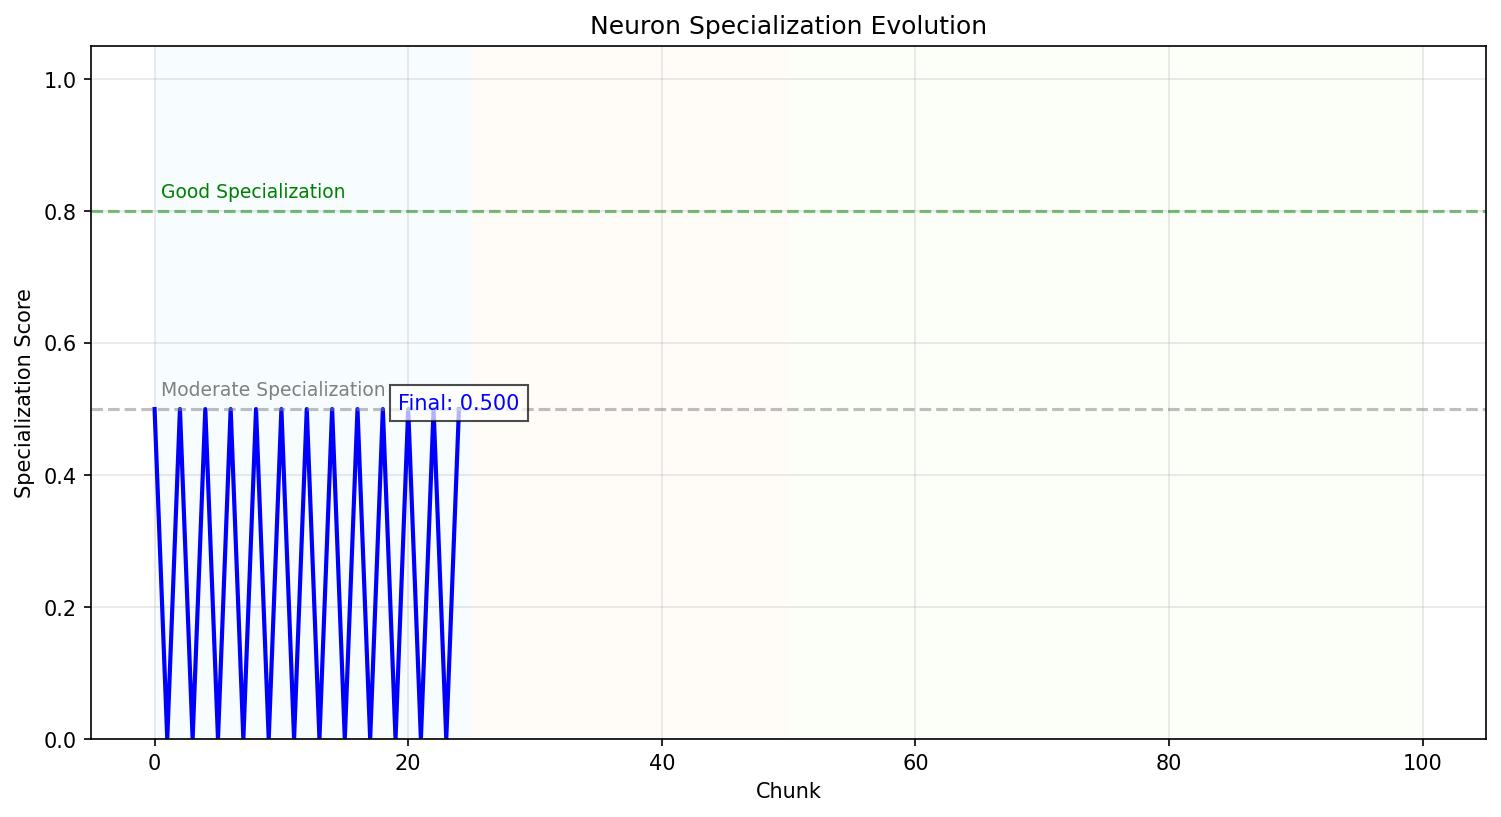 Neuron Specialization Evolution
Specialization Score
1.0
0.8
0.6
0.4
0.2
0.0
Good Specialization
Moderate Specialization
Final: 0.500
0
20
40
60
80
100
Chunk